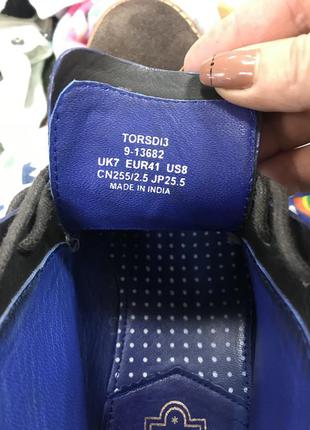 TORSDI3
9-13682
UK7 EUR41 US8
CN255/2.5 JP25.5
MADE IN INDIA